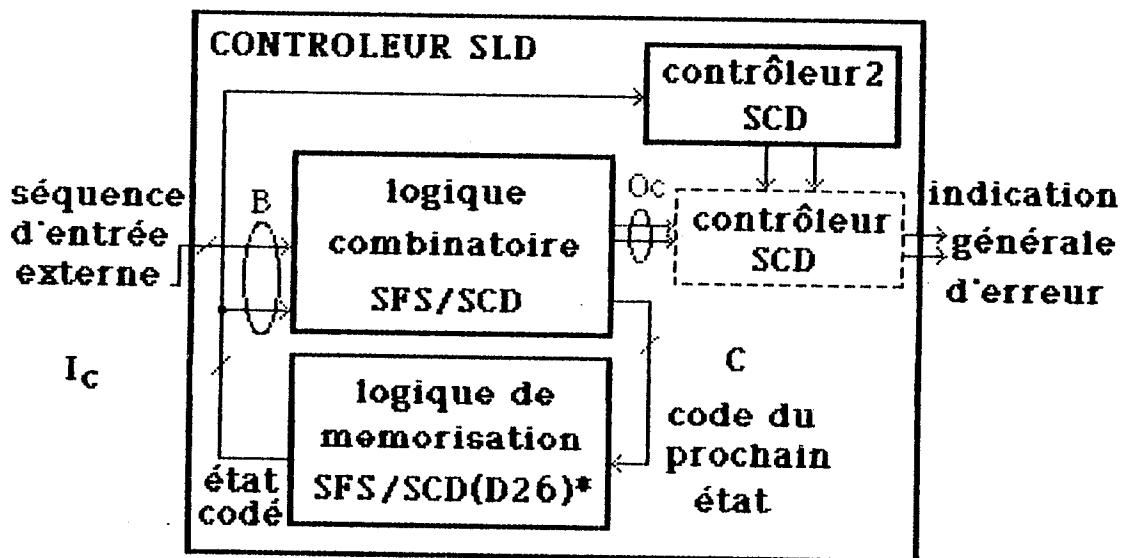 CONTROLEUR SLD
contrôleur2
SCD
séquence
d'entrée
externe
B
logique
combinatoire
SFS/SCD
Oc
contrôleur
SCD
indication
générale
d'erreur
Ic
logique de
memorisation
SFS/SCD(D26)*
état
codé
C
code du
prochain
état